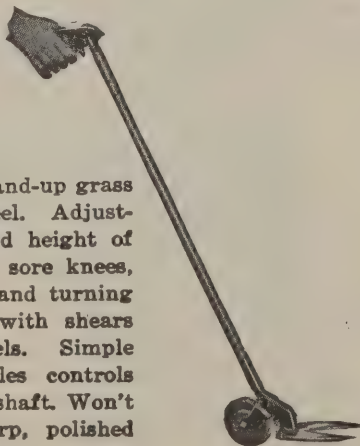 and-up grass
el. Adjust-
d height of
sore knees,
and turning
with shears
els. Simple
les controls
shaft. Won't
rp, polished